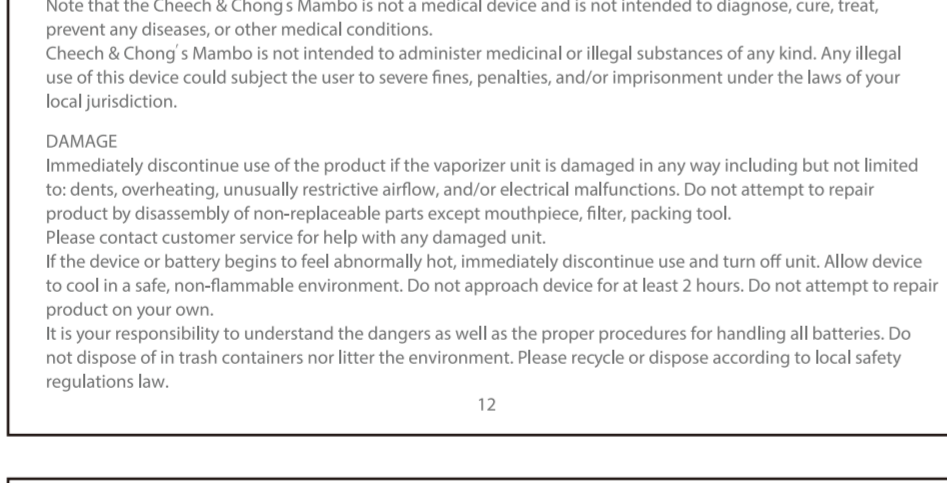 Note that the Cheech & Chong's Mambo is not a medical device and is not intended to diagnose, cure, treat,
prevent any diseases, or other medical conditions.
Cheech & Chong's Mambo is not intended to administer medicinal or illegal substances of any kind. Any illegal
use of this device could subject the user to severe fines, penalties, and/or imprisonment under the laws of your
local jurisdiction.
DAMAGE
Immediately discontinue use of the product if the vaporizer unit is damaged in any way including but not limited
to: dents, overheating, unusually restrictive airflow, and/or electrical malfunctions. Do not attempt to repair
product by disassembly of non-replaceable parts except mouthpiece, filter, packing tool.
Please contact customer service for help with any damaged unit.
If the device or battery begins to feel abnormally hot, immediately discontinue use and turn off unit. Allow device
to cool in a safe, non-flammable environment. Do not approach device for at least 2 hours. Do not attempt to repair
product on your own.
It is your responsibility to understand the dangers as well as the proper procedures for handling all batteries. Do
not dispose of in trash containers nor litter the environment. Please recycle or dispose according to local safety
regulations law.
12